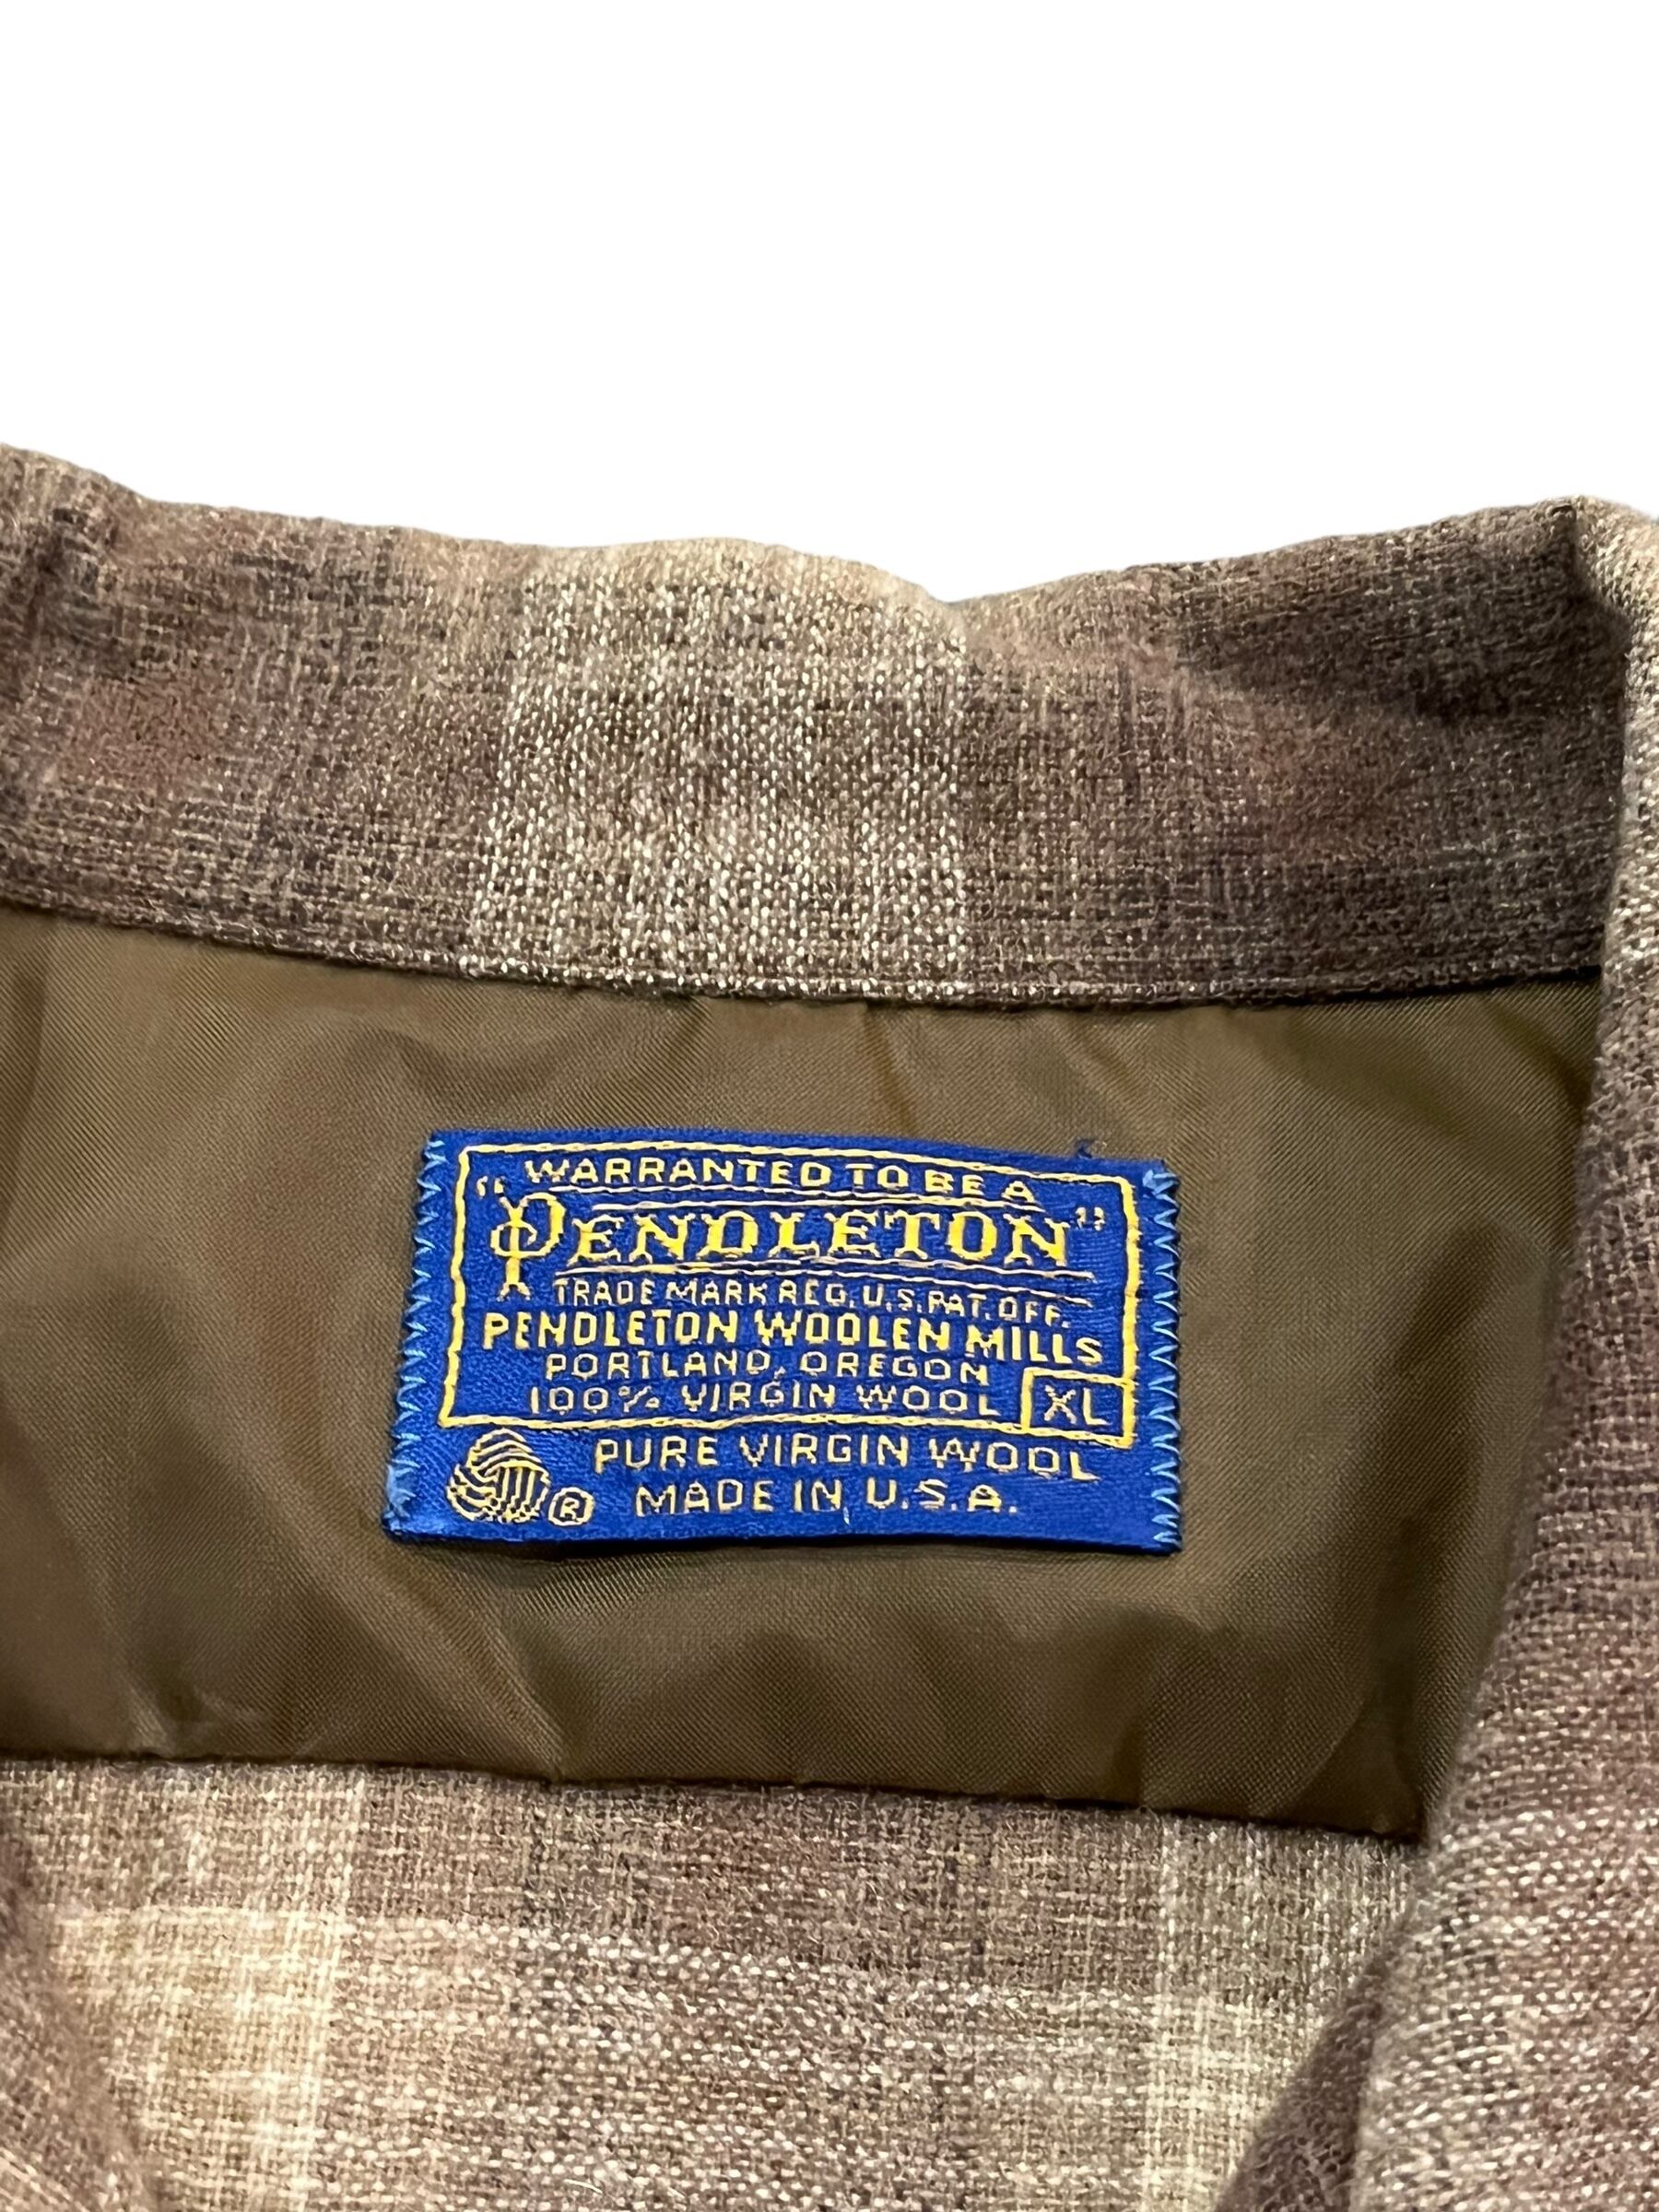 WARRANTED TO BE A
"PENDLETON"
TRADE MARK REG. U.S. PAT. OFF.
PENDLETON WOOLEN MILLS
PORTLAND, OREGON
100% VIRGIN WOOL XL
PURE VIRGIN WOOL
® MADE IN U.S.A.